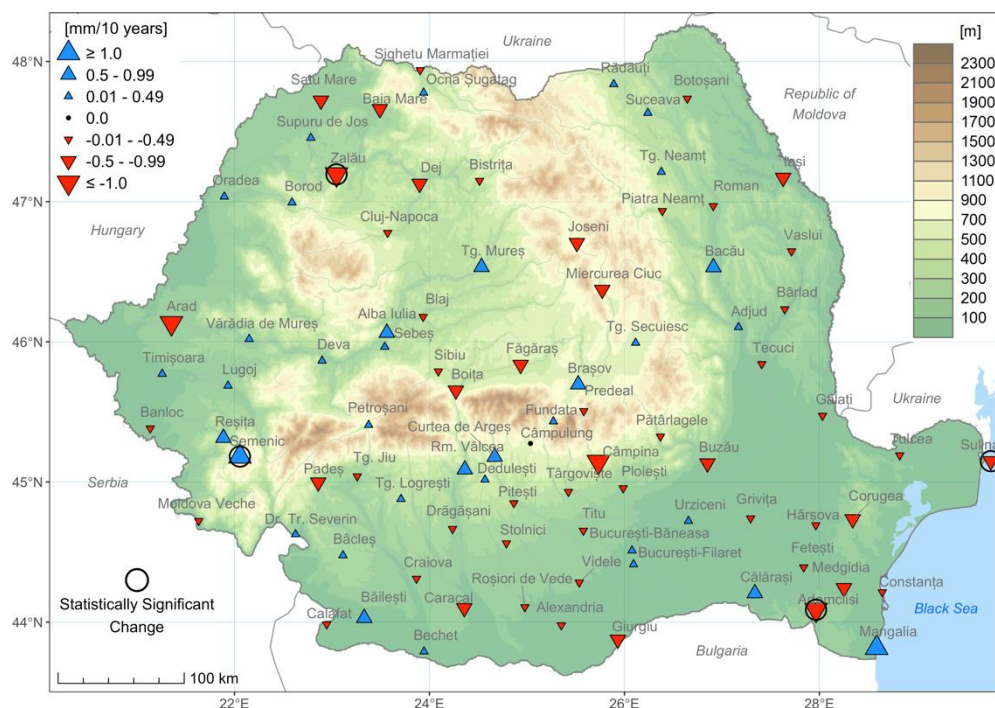 [mm/10 years]
≥ 1.0
0.5 - 0.99
0.01 - 0.49
0.0
-0.01 - -0.49
-0.5 - -0.99
≤ -1.0
[m]
2300
2100
1900
1700
1500
1300
1100
900
700
500
400
300
200
100
48°N
47°N
46°N
45°N
44°N
22°E
24°E
26°E
28°E
Ukraine
Republic of
Moldova
Hungary
Serbia
Bulgaria
Ukraine
Black Sea
Sighetu Marmației
Ocna Șugatag
Satu Mare
Baia Mare
Supuru de Jos
Rădăuți
Botoșani
Suceava
Zalău
Dej
Bistrița
Tg. Neamț
Iași
Oradea
Borod
Piatra Neamț
Roman
Cluj-Napoca
Joseni
Tg. Mureș
Bacău
Vaslui
Miercurea Ciuc
Arad
Blaj
Alba Iulia
Sebeș
Bârlad
Vărădia de Mureș
Adjud
Tg. Secuiesc
Deva
Timișoara
Lugoj
Sibiu
Făgăraș
Brașov
Tecuci
Boița
Predeal
Banloc
Reșița
Petroșani
Fundata
Galați
Semenic
Curtea de Argeș
Câmpulung
Pătârlagele
Rm. Vâlcea
Câmpina
Buzău
Tulcea
Sulina
Padeș
Tg. Jiu
Dedulești
Târgoviște
Ploiești
Tg. Logrești
Pitești
Moldova Veche
Drăgășani
Titu
Urziceni
Grivița
Corugea
Hârșova
Dr. Tr. Severin
Stolnici
București-Băneasa
Bâcleș
București-Filaret
Fetești
Craiova
Videle
Medgidia
Roșiori de Vede
Călărași
Constanța
Băilești
Caracal
Alexandria
Adamclisi
Calafat
Giurgiu
Mangalia
Bechet
Statistically Significant
Change
100 km